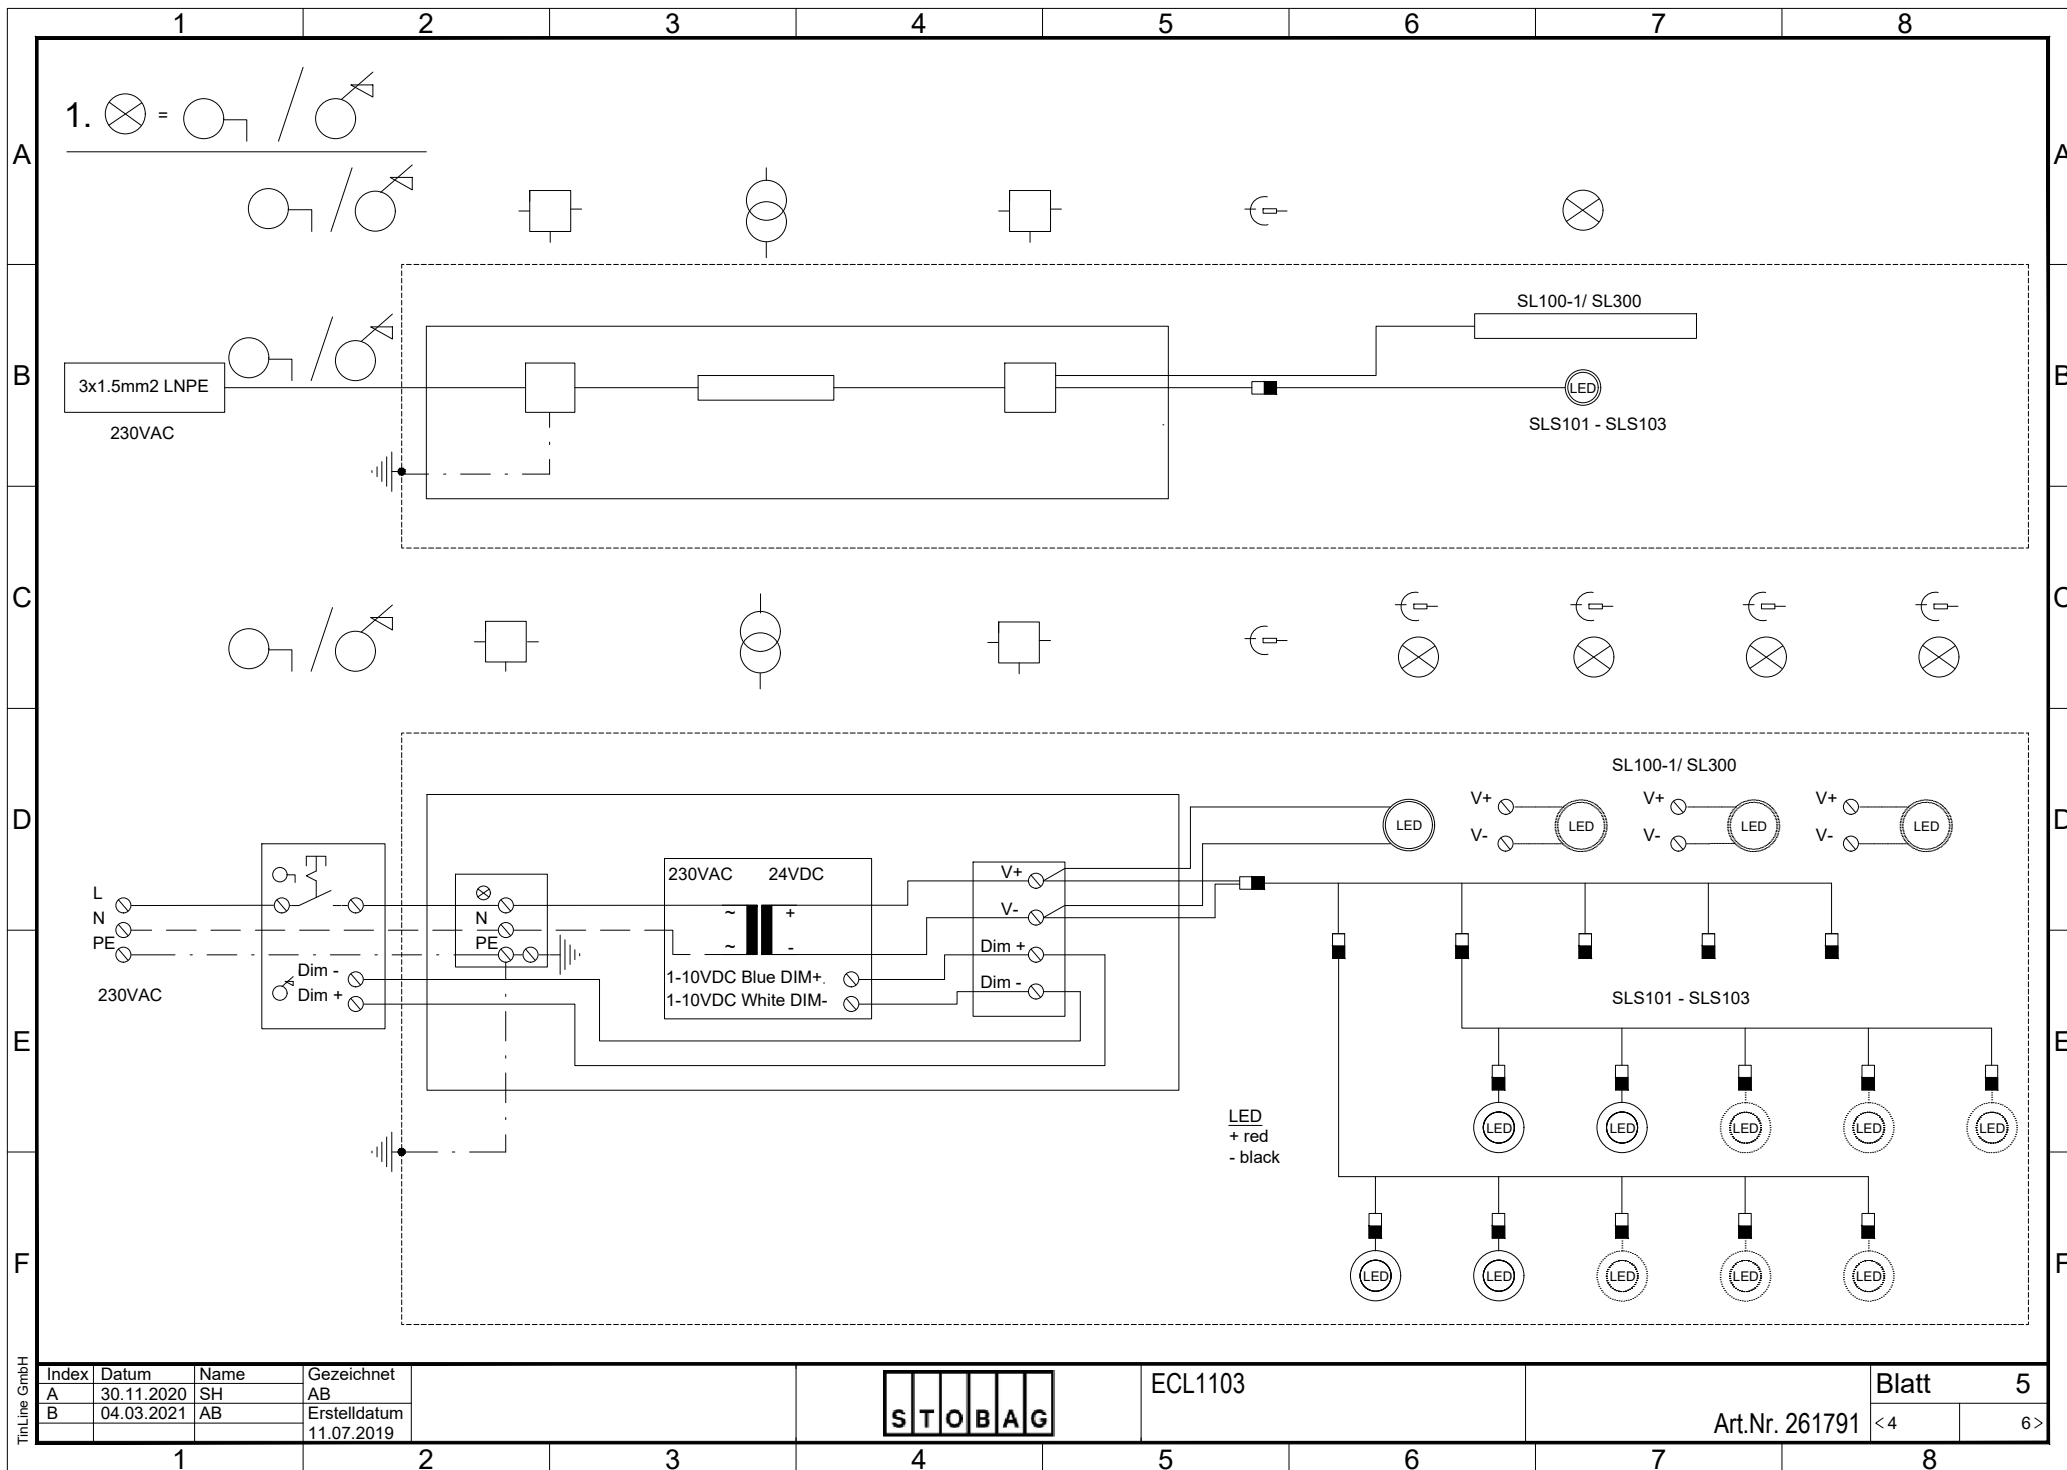 1 2 3 4 5 6 7 8
A A
1. =
B B
SL100-1/ SL300
3x1.5mm2 LNPE
LED
230VAC
SLS101 - SLS103
C C
D D
SL100-1/ SL300
V+ V+ V+
LED LED LED LED
V- V- V-
230VAC 24VDC
V+
L
~ +
V-
N N
PE PE
~ -
Dim +
Dim -
1-10VDC Blue DIM+.
Dim -
Dim +
1-10VDC White DIM-
230VAC
SLS101 - SLS103
E E
LED
+ red
- black
LED LED LED LED LED
F F
LED LED LED LED LED
TinLine GmbH
Index Datum Name Gezeichnet
A 30.11.2020 SH AB
B 04.03.2021 AB Erstelldatum
11.07.2019
STOBAG
ECL1103
Art.Nr. 261791
Blatt 5
<4 6>
1 2 3 4 5 6 7 8